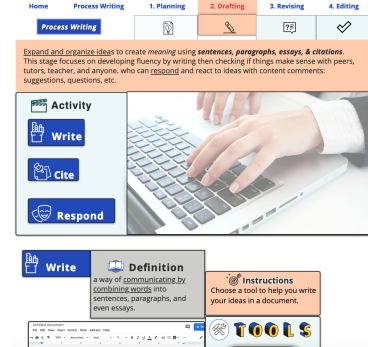 Home Process Writing 1. Planning 2. Drafting 3. Revising 4. Editing
Process Writing
Expand and organize ideas to create meaning using sentences, paragraphs, essays, & citations.
This stage focuses on developing fluency by writing then checking if things make sense with peers,
tutors, teacher, and anyone. who can respond and react to ideas with content comments:
suggestions, questions, etc.
Activity
Write
Cite
Respond
Write
Definition
a way of communicating by
combining words into
sentences, paragraphs, and
even essays.
Instructions
Choose a tool to help you write
your ideas in a document.
TOOLS
Untitled document